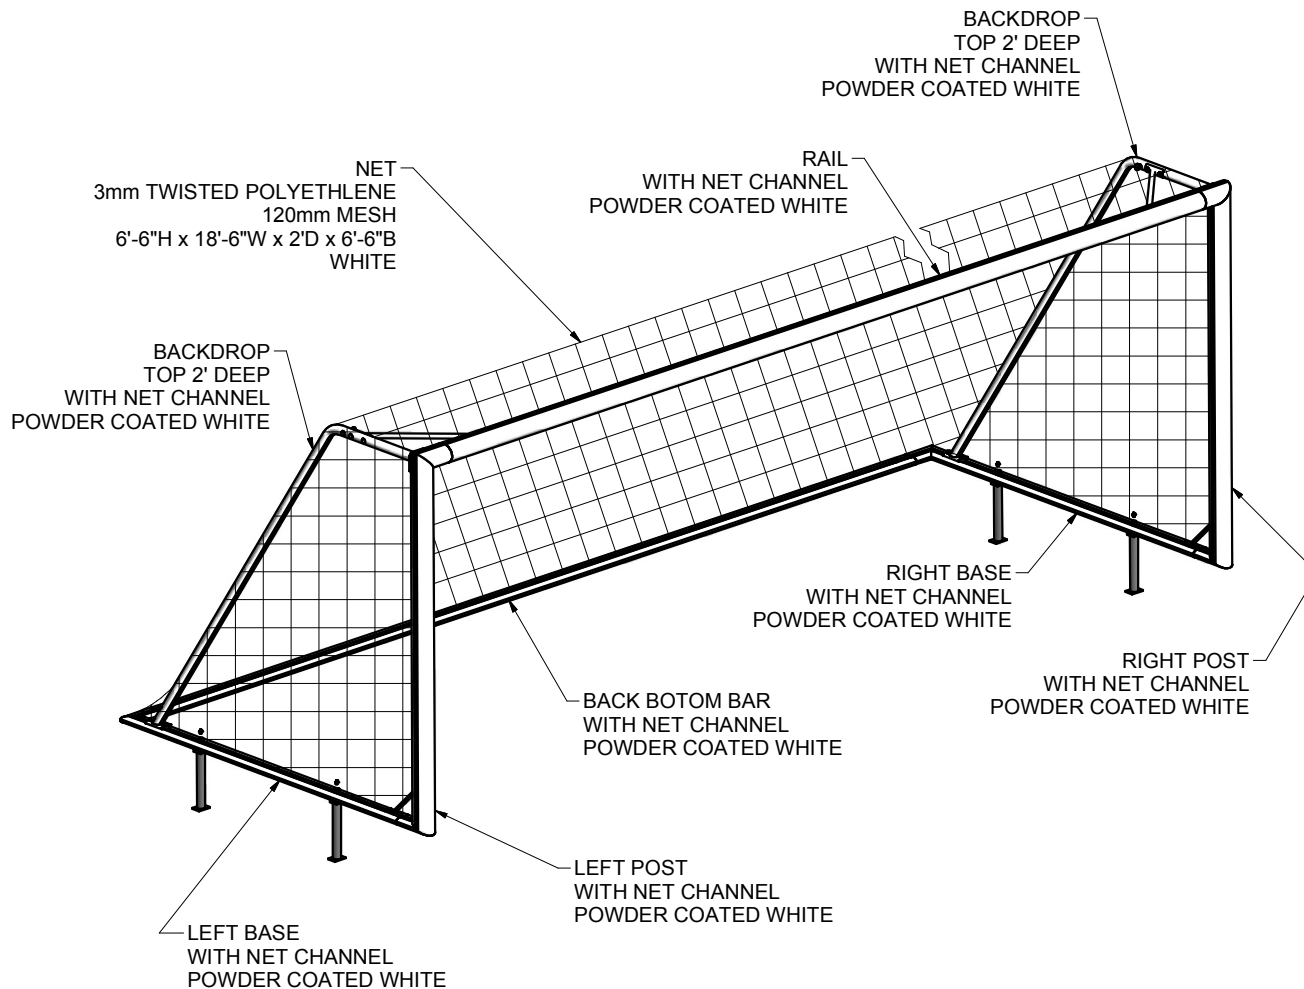 BACKDROP
TOP 2' DEEP
WITH NET CHANNEL
POWDER COATED WHITE
NET
3mm TWISTED POLYETHLENE
120mm MESH
6'-6"H x 18'-6"W x 2'D x 6'-6"B
WHITE
RAIL
WITH NET CHANNEL
POWDER COATED WHITE
BACKDROP
TOP 2' DEEP
WITH NET CHANNEL
POWDER COATED WHITE
RIGHT BASE
WITH NET CHANNEL
POWDER COATED WHITE
RIGHT POST
WITH NET CHANNEL
POWDER COATED WHITE
BACK BOTOM BAR
WITH NET CHANNEL
POWDER COATED WHITE
LEFT POST
WITH NET CHANNEL
POWDER COATED WHITE
LEFT BASE
WITH NET CHANNEL
POWDER COATED WHITE